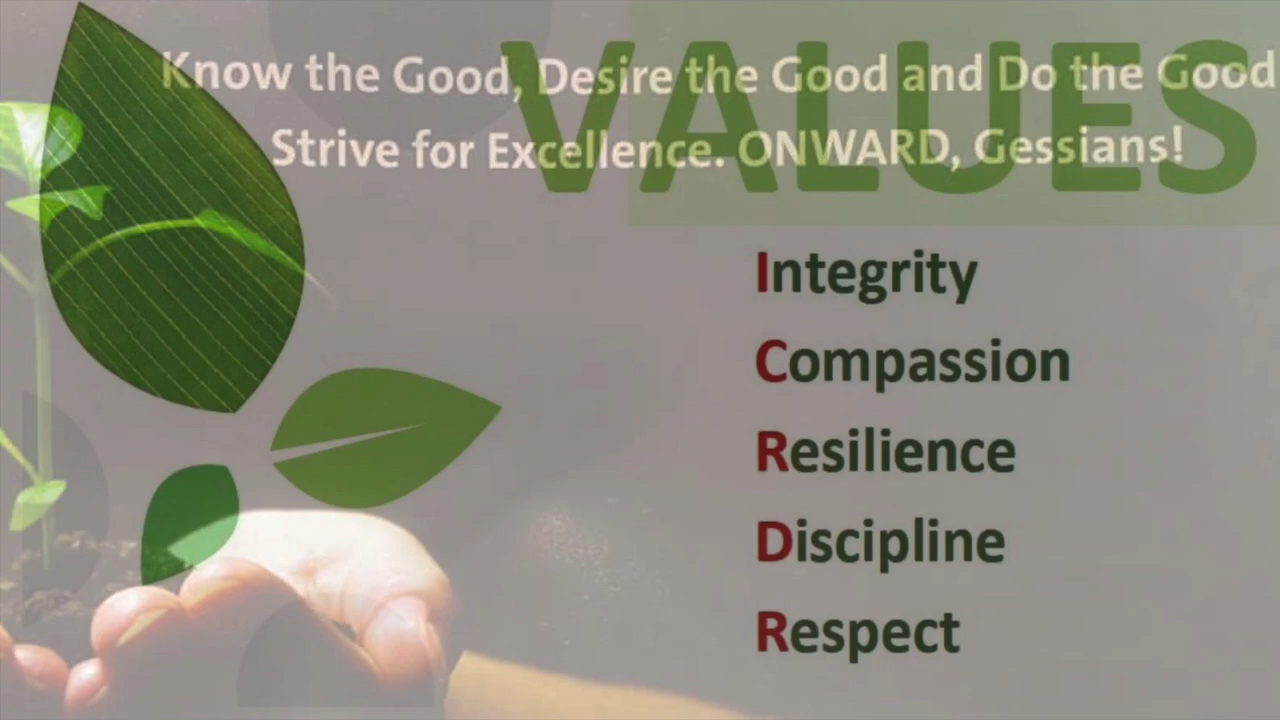 VALUES
Know the Good, Desire the Good and Do the Good
Strive for Excellence. ONWARD, Gessians!
Integrity
Compassion
Resilience
Discipline
Respect